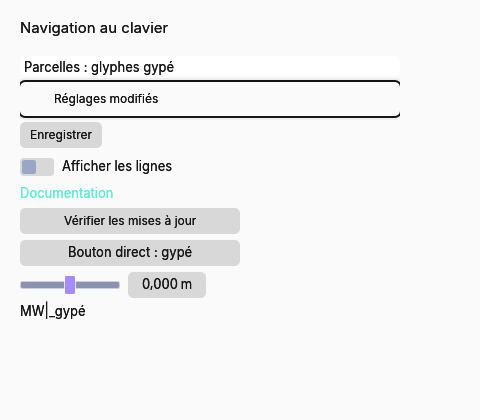 Navigation au clavier
Parcelles : glyphes gypé
Réglages modifiés
Enregistrer
Afficher les lignes
Documentation
Vérifier les mises à jour
Bouton direct : gypé
0,000 m
MW|_gypé